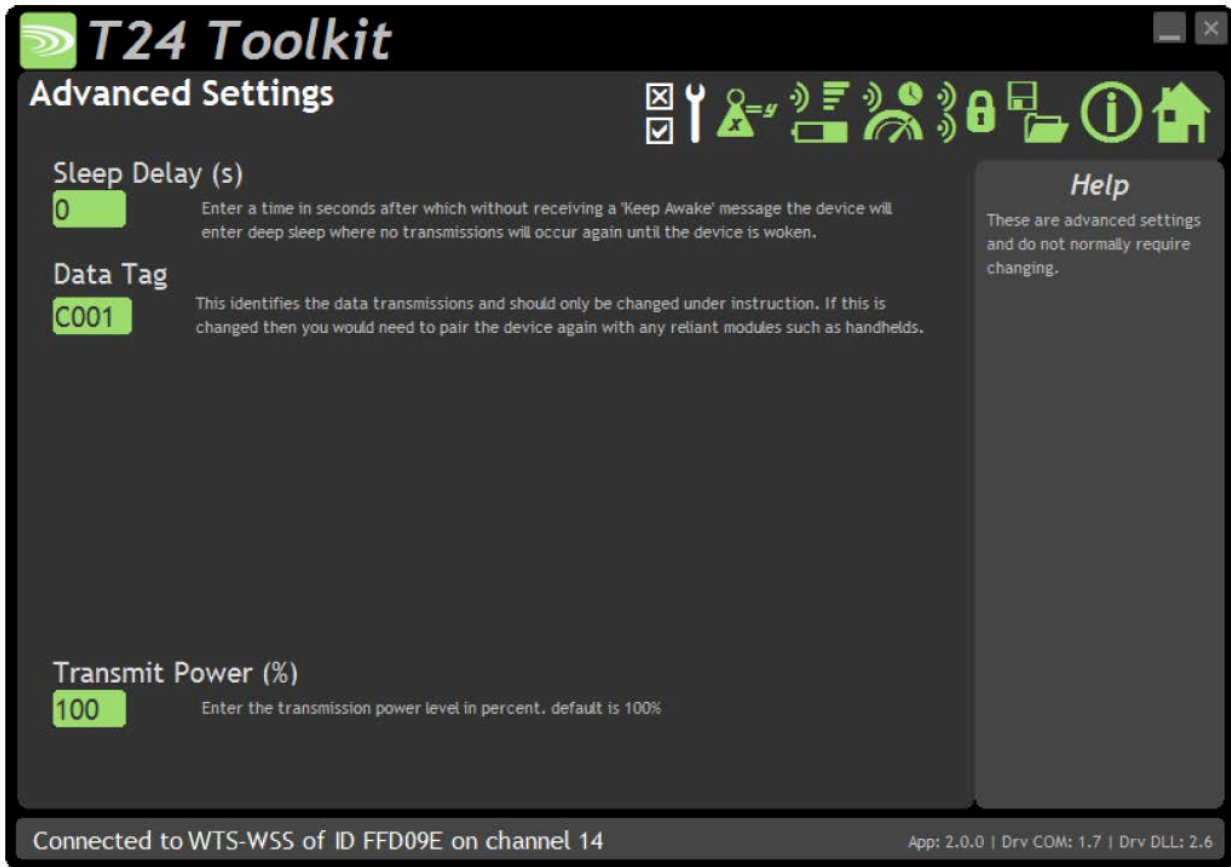 T24 Toolkit
Advanced Settings
x=y
Sleep Delay (s)
0
Enter a time in seconds after which without receiving a 'Keep Awake' message the device will
enter deep sleep where no transmissions will occur again until the device is woken.
Data Tag
C001
This identifies the data transmissions and should only be changed under instruction. If this is
changed then you would need to pair the device again with any reliant modules such as handhelds.
Transmit Power (%)
100
Enter the transmission power level in percent. default is 100%
Help
These are advanced settings
and do not normally require
changing.
Connected to WTS-WSS of ID FFD09E on channel 14
App: 2.0.0 | Drv COM: 1.7 | Drv DLL: 2.6